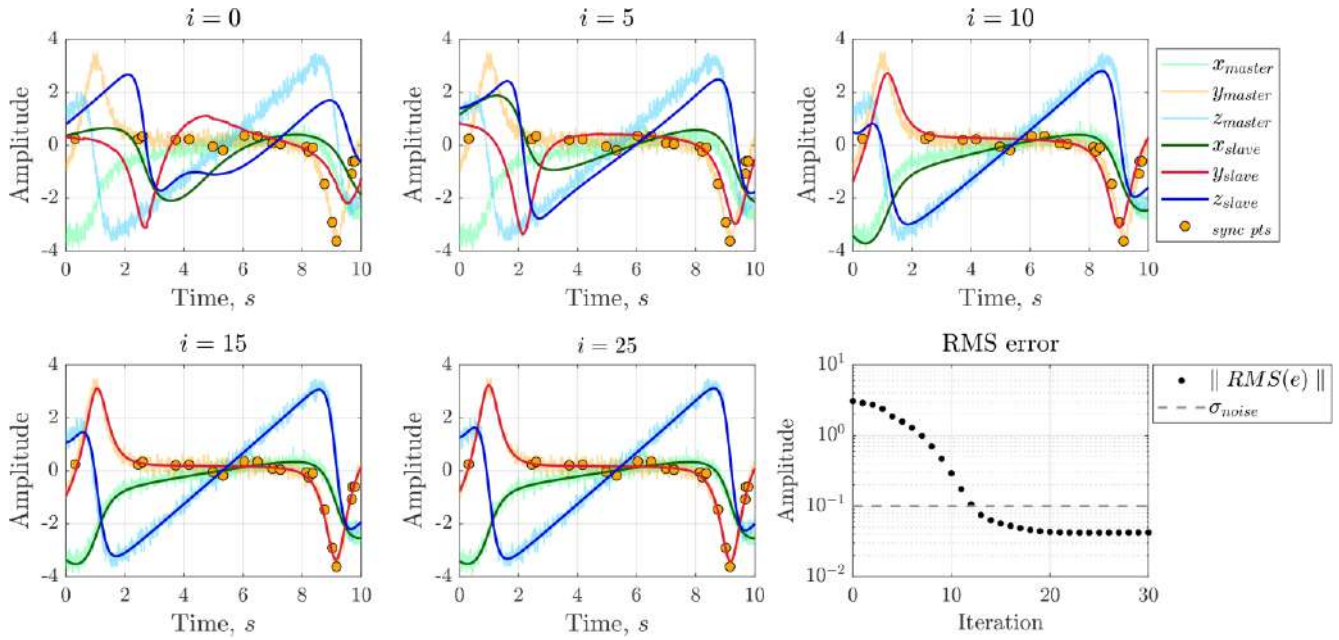 i = 0
i = 5
i = 10
Amplitude
4
2
0
-2
-4
0 2 4 6 8 10
Time, s
Amplitude
4
2
0
-2
-4
0 2 4 6 8 10
Time, s
Amplitude
4
2
0
-2
-4
0 2 4 6 8 10
Time, s
x_master
y_master
z_master
x_slave
y_slave
z_slave
sync pts
i = 15
i = 25
RMS error
Amplitude
4
2
0
-2
-4
0 2 4 6 8 10
Time, s
Amplitude
4
2
0
-2
-4
0 2 4 6 8 10
Time, s
Amplitude
10^1
10^0
10^-1
10^-2
0 10 20 30
Iteration
‖ RMS(e) ‖
σ_noise